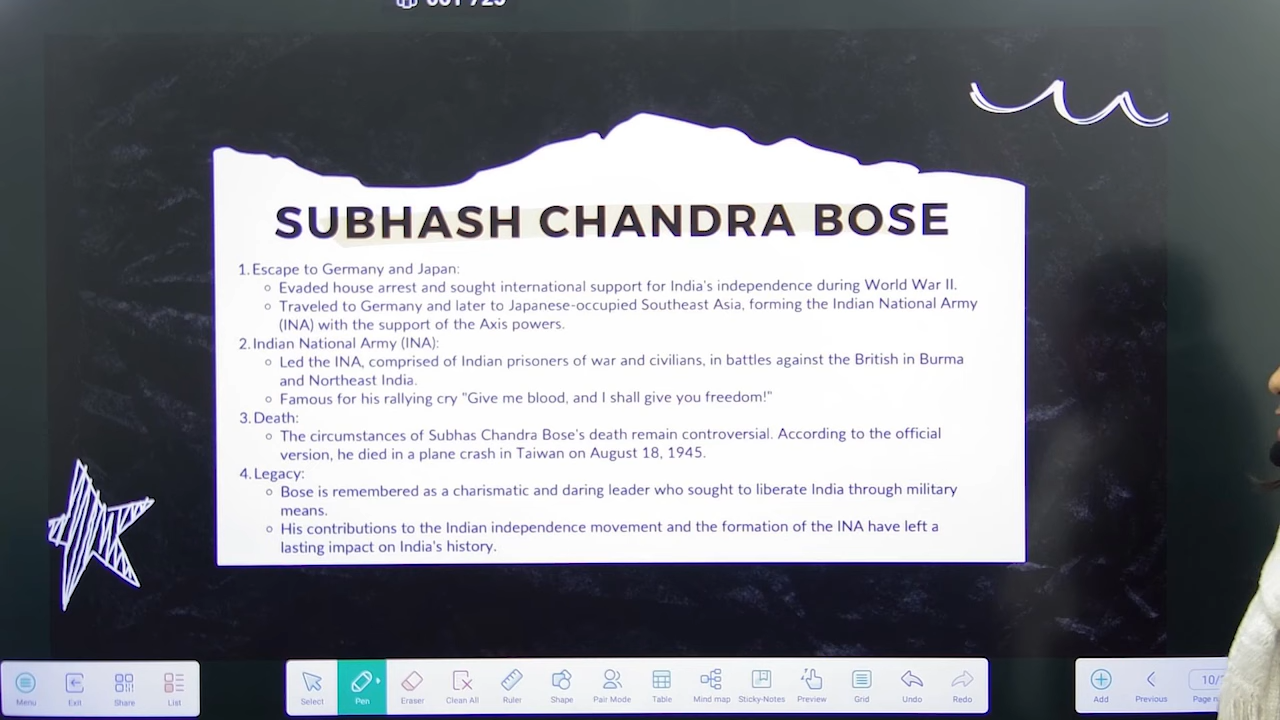 SUBHASH CHANDRA BOSE
1. Escape to Germany and Japan:
Evaded house arrest and sought international support for India's independence during World War II.
Traveled to Germany and later to Japanese-occupied Southeast Asia, forming the Indian National Army
(INA) with the support of the Axis powers.
2. Indian National Army (INA):
Led the INA, comprised of Indian prisoners of war and civilians, in battles against the British in Burma
and Northeast India.
Famous for his rallying cry "Give me blood, and I shall give you freedom!"
3. Death:
The circumstances of Subhas Chandra Bose's death remain controversial. According to the official
version, he died in a plane crash in Taiwan on August 18, 1945.
4. Legacy:
Bose is remembered as a charismatic and daring leader who sought to liberate India through military
means.
His contributions to the Indian independence movement and the formation of the INA have left a
lasting impact on India's history.
Menu Exit Share List Select Pen Eraser Clean All Ruler Shape Pair Mode Table Mind map Sticky-Notes Preview Grid Undo Redo Add Previous